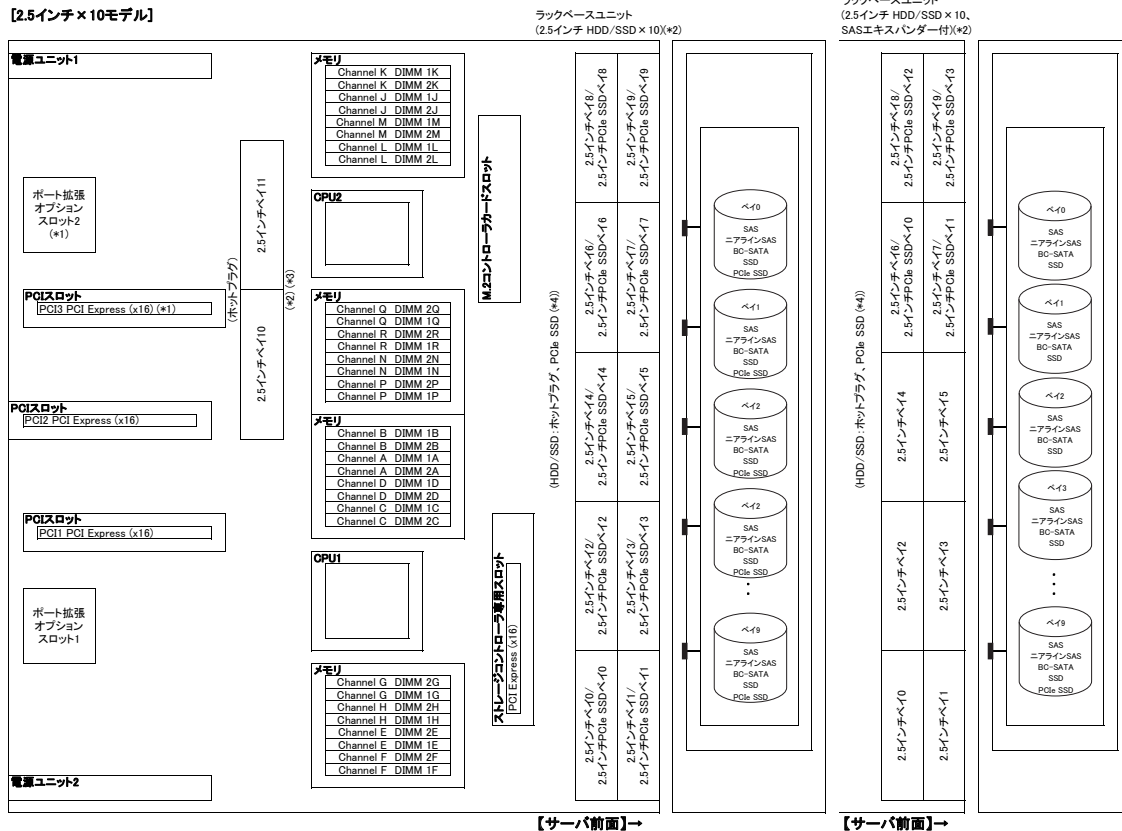 [2.5インチ×10モデル]
ラックベースユニット
(2.5インチ HDD/SSD×10)(*2)
ラックベースユニット
(2.5インチ HDD/SSD×10、
SASエキスパンダー付)(*2)
電源ユニット1
ポート拡張
オプション
スロット2
(*1)
PCIスロット
PCI3 PCI Express (x16) (*1)
PCIスロット
PCI2 PCI Express (x16)
PCIスロット
PCI1 PCI Express (x16)
ポート拡張
オプション
スロット1
電源ユニット2
(ホットプラグ)
2.5インチベイ11
2.5インチベイ10
(*2) (*3)
メモリ
Channel K DIMM 1K
Channel K DIMM 2K
Channel J DIMM 1J
Channel J DIMM 2J
Channel M DIMM 1M
Channel M DIMM 2M
Channel L DIMM 1L
Channel L DIMM 2L
CPU2
メモリ
Channel Q DIMM 2Q
Channel Q DIMM 1Q
Channel R DIMM 2R
Channel R DIMM 1R
Channel N DIMM 2N
Channel N DIMM 1N
Channel P DIMM 2P
Channel P DIMM 1P
メモリ
Channel B DIMM 1B
Channel B DIMM 2B
Channel A DIMM 1A
Channel A DIMM 2A
Channel D DIMM 1D
Channel D DIMM 2D
Channel C DIMM 1C
Channel C DIMM 2C
CPU1
メモリ
Channel G DIMM 2G
Channel G DIMM 1G
Channel H DIMM 2H
Channel H DIMM 1H
Channel E DIMM 2E
Channel E DIMM 1E
Channel F DIMM 2F
Channel F DIMM 1F
M.2コントローラカードスロット
ストレージコントローラ専用スロット
PCI Express (x16)
(HDD/SSD:ホットプラグ、PCIe SSD(*4))
2.5インチベイ8/
2.5インチPCIe SSDベイ8
2.5インチベイ9/
2.5インチPCIe SSDベイ9
2.5インチベイ6/
2.5インチPCIe SSDベイ6
2.5インチベイ7/
2.5インチPCIe SSDベイ7
2.5インチベイ4/
2.5インチPCIe SSDベイ4
2.5インチベイ5/
2.5インチPCIe SSDベイ5
2.5インチベイ2/
2.5インチPCIe SSDベイ2
2.5インチベイ3/
2.5インチPCIe SSDベイ3
2.5インチベイ0/
2.5インチPCIe SSDベイ0
2.5インチベイ1/
2.5インチPCIe SSDベイ1
ベイ0
SAS
ニアラインSAS
BC-SATA
SSD
PCIe SSD
ベイ1
SAS
ニアラインSAS
BC-SATA
SSD
PCIe SSD
ベイ2
SAS
ニアラインSAS
BC-SATA
SSD
PCIe SSD
ベイ2
SAS
ニアラインSAS
BC-SATA
SSD
PCIe SSD
・
・
・
ベイ9
SAS
ニアラインSAS
BC-SATA
SSD
PCIe SSD
【サーバ前面】→
(HDD/SSD:ホットプラグ、PCIe SSD(*4))
2.5インチベイ8/
2.5インチPCIe SSDベイ2
2.5インチベイ9/
2.5インチPCIe SSDベイ3
2.5インチベイ6/
2.5インチPCIe SSDベイ0
2.5インチベイ7/
2.5インチPCIe SSDベイ1
2.5インチベイ4
2.5インチベイ5
2.5インチベイ2
2.5インチベイ3
2.5インチベイ0
2.5インチベイ1
ベイ0
SAS
ニアラインSAS
BC-SATA
SSD
ベイ1
SAS
ニアラインSAS
BC-SATA
SSD
ベイ2
SAS
ニアラインSAS
BC-SATA
SSD
ベイ3
SAS
ニアラインSAS
BC-SATA
SSD
・
・
・
ベイ9
SAS
ニアラインSAS
BC-SATA
SSD
PCIe SSD
【サーバ前面】→